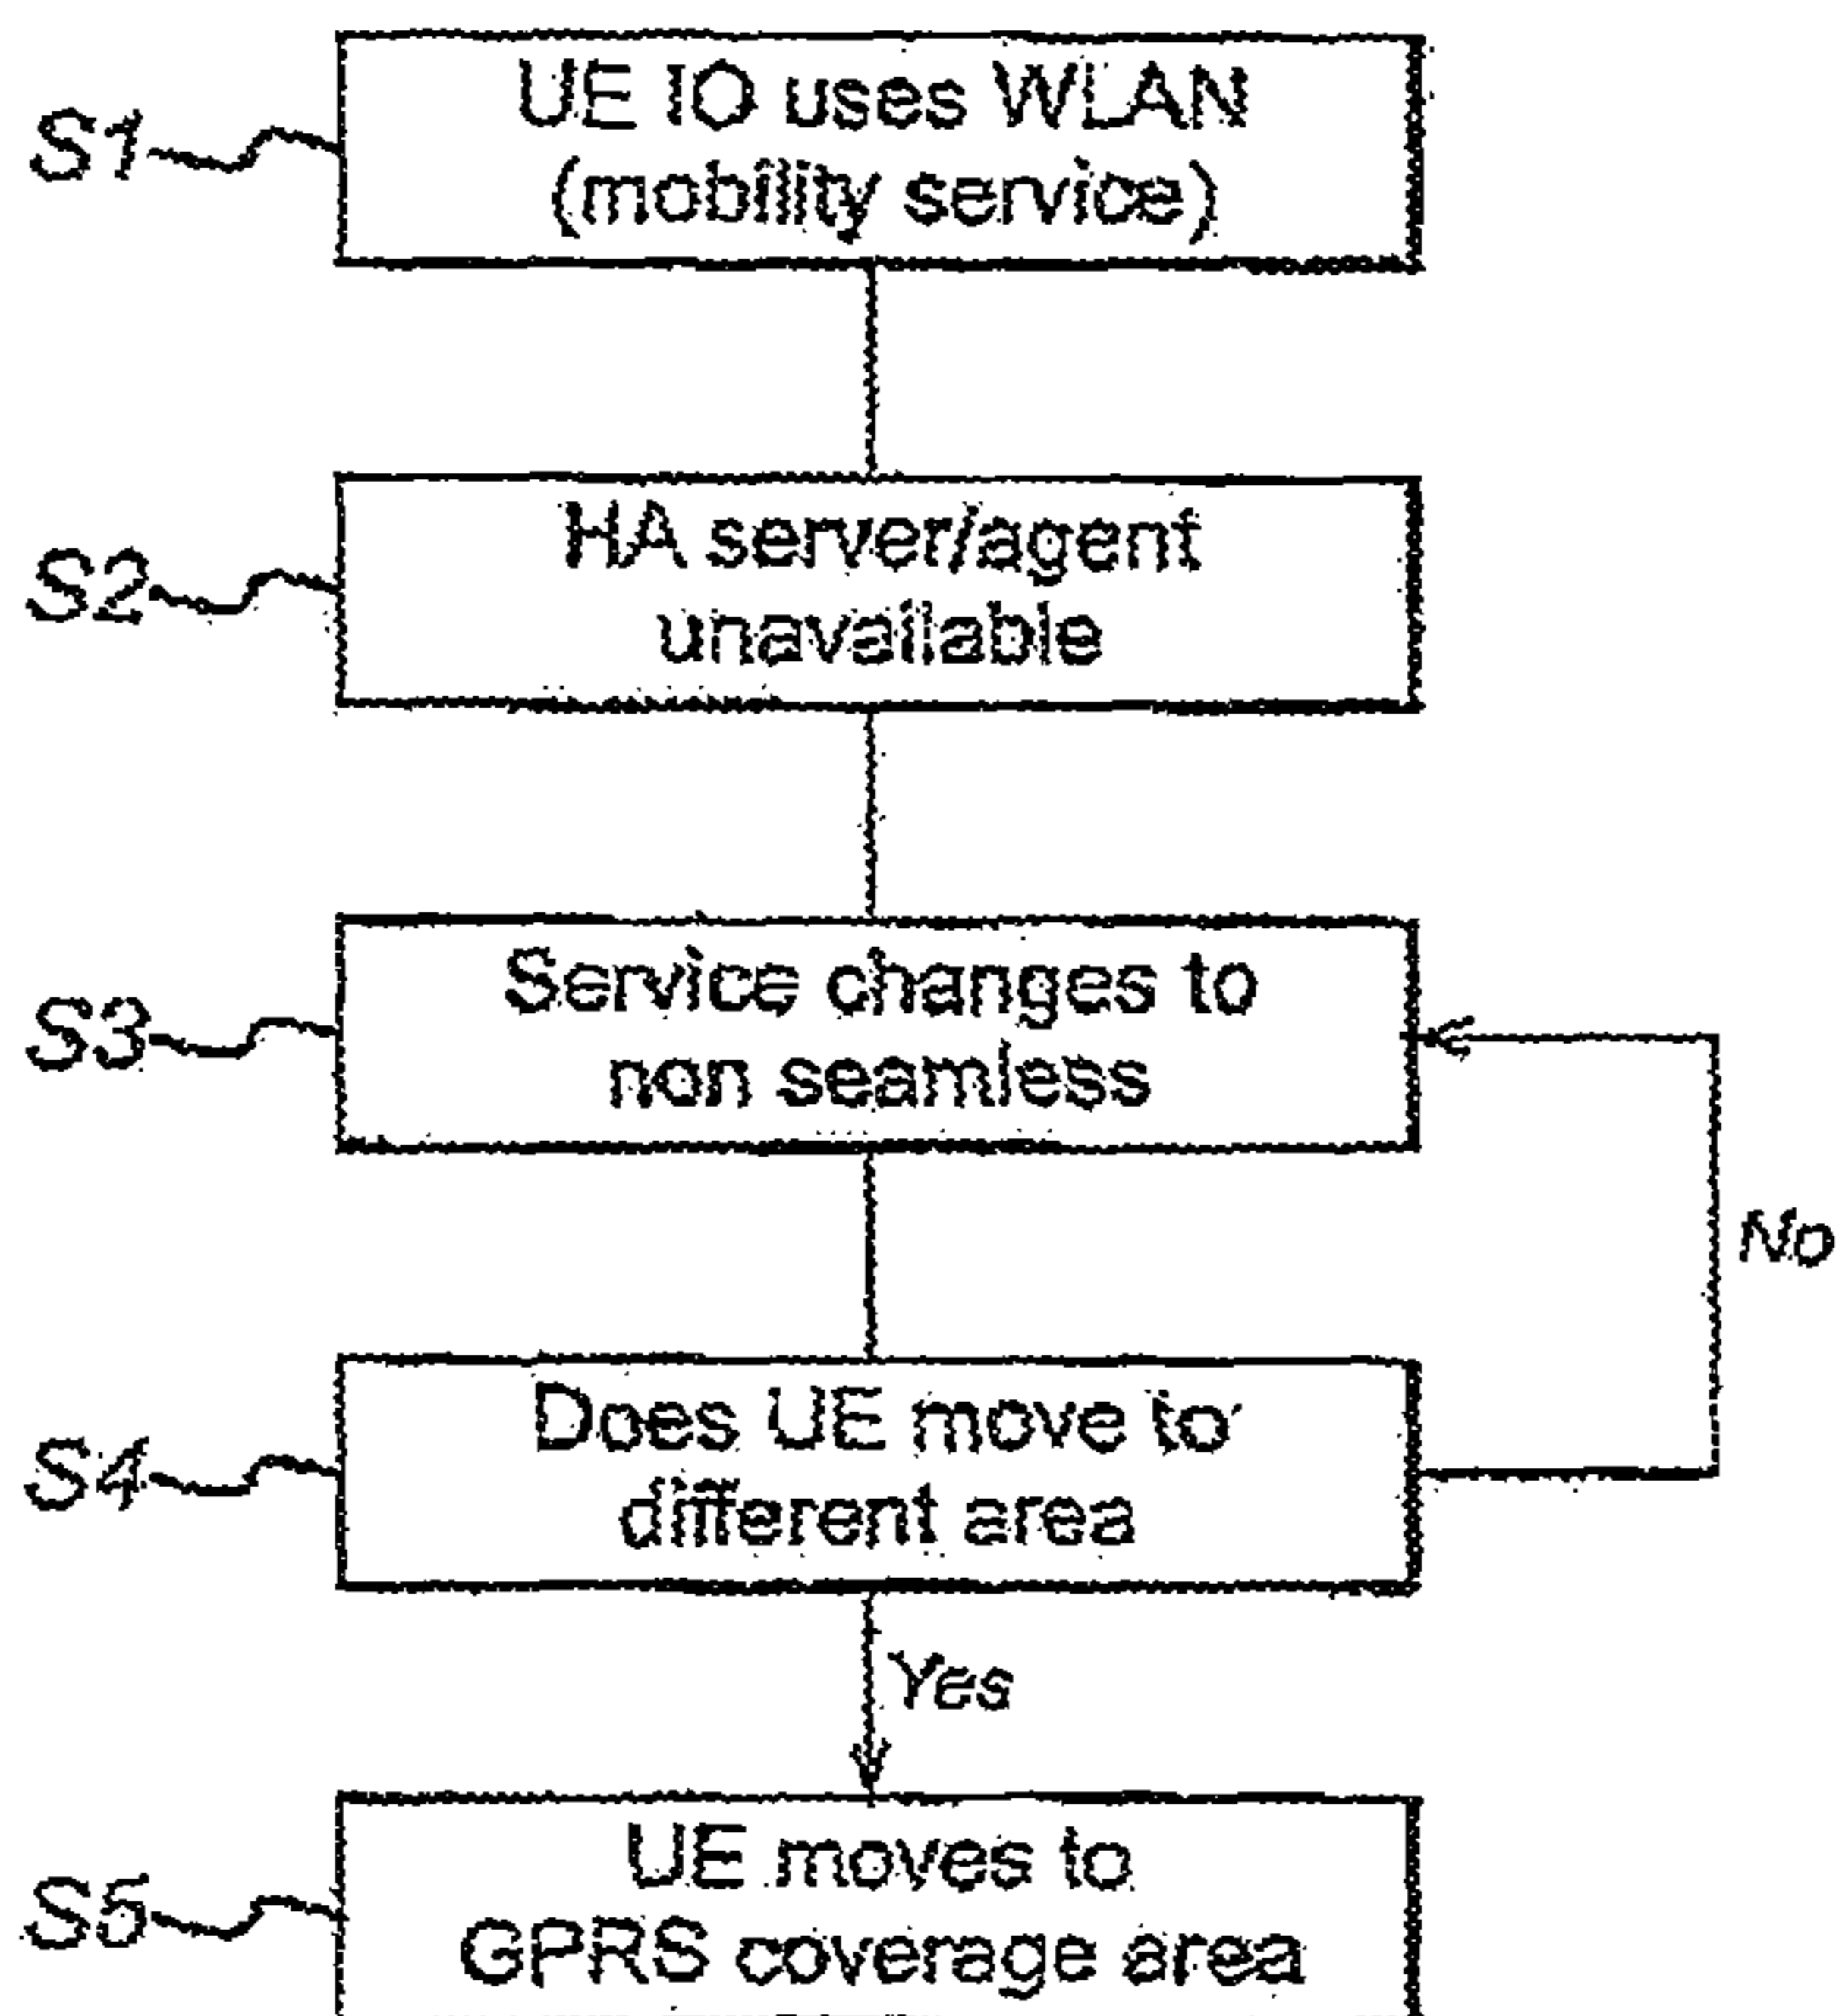 S1
UE IO uses WLAN
(mobility service)
S2
HA server/agent
unavailable
S3
Service changes to
non seamless
No
S4
Does UE move to
different area
Yes
S5
UE moves to
GPRS coverage area